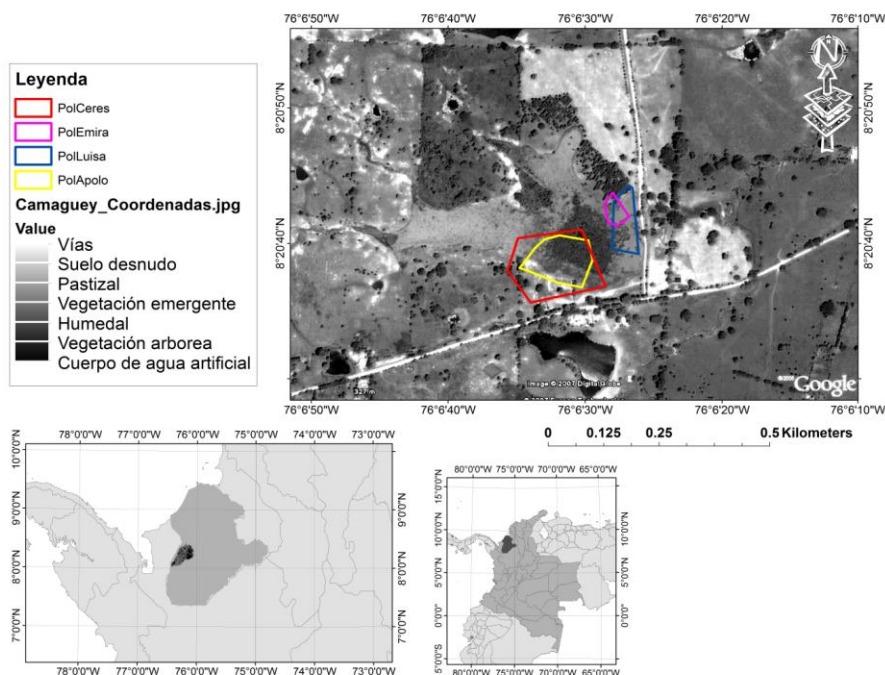 76°6'50"W 76°6'40"W 76°6'30"W 76°6'20"W 76°6'10"W
Leyenda
PolCeres
PolEmira
PolLuisa
PolApolo
Camaguey_Coordenadas.jpg
Value
Vías
Suelo desnudo
Pastizal
Vegetación emergente
Humedal
Vegetación arborea
Cuerpo de agua artificial
8°20'50"N
8°20'40"N
N
8°20'50"N
8°20'40"N
Image © 2007 DigitalGlobe
Google
76°6'50"W 76°6'40"W 76°6'30"W 76°6'20"W 76°6'10"W
0 0.125 0.25 0.5 Kilometers
78°0'0"W 77°0'0"W 76°0'0"W 75°0'0"W 74°0'0"W 73°0'0"W
10°0'0"N
9°0'0"N
8°0'0"N
7°0'0"N
10°0'0"N
9°0'0"N
8°0'0"N
7°0'0"N
78°0'0"W 77°0'0"W 76°0'0"W 75°0'0"W 74°0'0"W 73°0'0"W
80°0'0"W 75°0'0"W 70°0'0"W 65°0'0"W
15°0'0"N
10°0'0"N
5°0'0"N
0°0'0"
5°0'0"S
15°0'0"N
10°0'0"N
5°0'0"N
0°0'0"
5°0'0"S
80°0'0"W 75°0'0"W 70°0'0"W 65°0'0"W